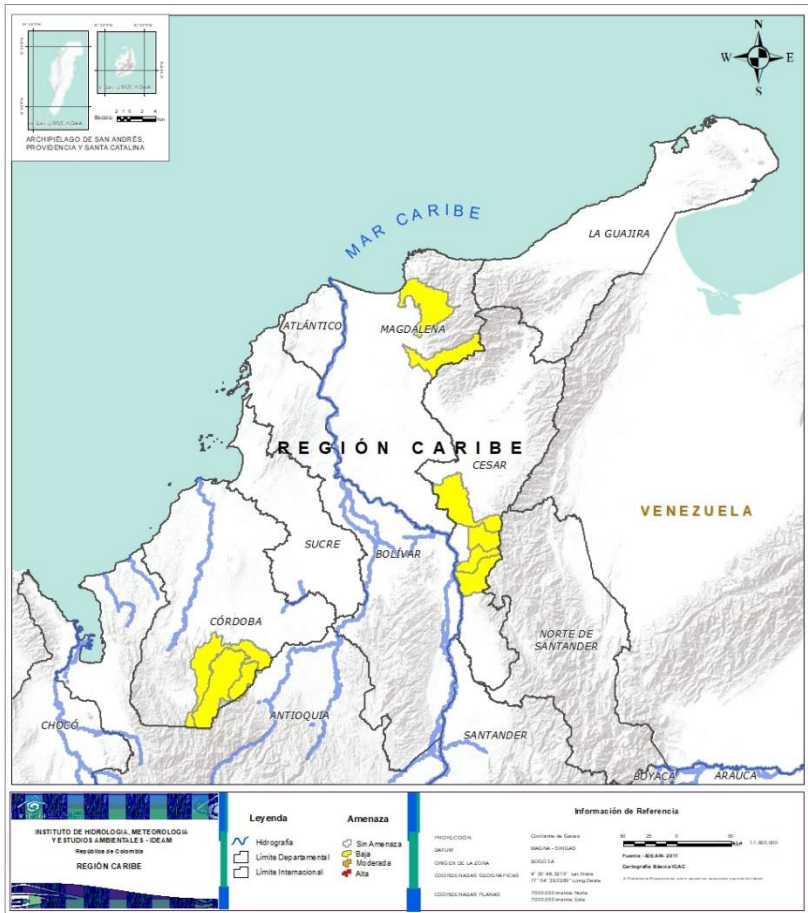 ARCHIPIÉLAGO DE SAN ANDRÉS,
PROVIDENCIA Y SANTA CATALINA
N
W E
S
MAR CARIBE
LA GUAJIRA
ATLÁNTICO
MAGDALENA
REGIÓN CARIBE
CESAR
VENEZUELA
SUCRE
BOLÍVAR
CÓRDOBA
NORTE DE
SANTANDER
ANTIOQUIA
CHOCÓ
SANTANDER
BOYACÁ
ARAUCA
INSTITUTO DE HIDROLOGIA, METEOROLOGIA
Y ESTUDIOS AMBIENTALES - IDEAM
República de Colombia
REGIÓN CARIBE
Leyenda
Hidrografía
Límite Departamental
Límite Internacional
Amenaza
Sin Amenaza
Baja
Moderada
Alta
Información de Referencia
PROYECCIÓN
DATUM
ORIGEN DE LA ZONA
COORDENADAS GEOGRÁFICAS
COORDENADAS PLANAS
Conforme de Gauss
MAGNA - SIRGAS
BOGOTÁ
Fuente: -IDEAM- 2011
Cartografía Básica IGAC